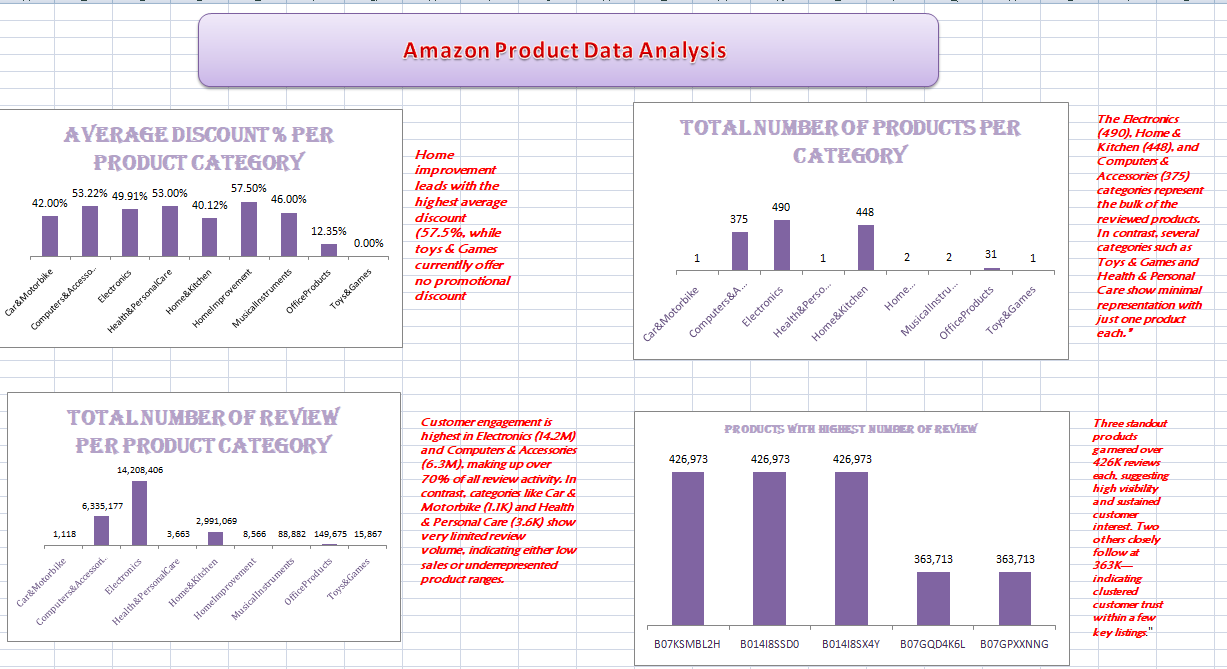 Amazon Product Data Analysis
AVERAGE DISCOUNT % PER
PRODUCT CATEGORY
42.00%
53.22%
49.91%
53.00%
40.12%
57.50%
46.00%
12.35%
0.00%
Car&Motorbike
Computers&Accesso..
Electronics
Health&PersonalCare
Home&Kitchen
HomeImprovement
MusicalInstruments
OfficeProducts
Toys&Games
Home
improvement
leads with the
highest average
discount
(57.5%, while
toys & Games
currently offer
no promotional
discount
TOTAL NUMBER OF PRODUCTS PER
CATEGORY
1
375
490
1
448
2
2
31
1
Car&Motorbike
Computers&A...
Electronics
Health&Perso...
Home&Kitchen
Home...
MusicalInstru...
OfficeProducts
Toys&Games
The Electronics
(490), Home &
Kitchen (448), and
Computers &
Accessories (375)
categories represent
the bulk of the
reviewed products.
In contrast, several
categories such as
Toys & Games and
Health & Personal
Care show minimal
representation with
just one product
each."
TOTAL NUMBER OF REVIEW
PER PRODUCT CATEGORY
1,118
6,335,177
14,208,406
3,663
2,991,069
8,566
88,882
149,675
15,867
Car&Motorbike
Computers&Accessori..
Electronics
Health&PersonalCare
Home&Kitchen
HomeImprovement
MusicalInstruments
OfficeProducts
Toys&Games
Customer engagement is
highest in Electronics (14.2M)
and Computers & Accessories
(6.3M), making up over
70% of all review activity. In
contrast, categories like Car &
Motorbike (1.1K) and Health
& Personal Care (3.6K) show
very limited review
volume, indicating either low
sales or underrepresented
product ranges.
PRODUCTS WITH HIGHEST NUMBER OF REVIEW
426,973
426,973
426,973
363,713
363,713
B07KSMBL2H
B014I8SSD0
B014I8SX4Y
B07GQD4K6L
B07GPXXNNG
Three standout
products
garnered over
426K reviews
each, suggesting
high visibility
and sustained
customer
interest. Two
others closely
follow at
363K—
indicating
clustered
customer trust
within a few
key listings."